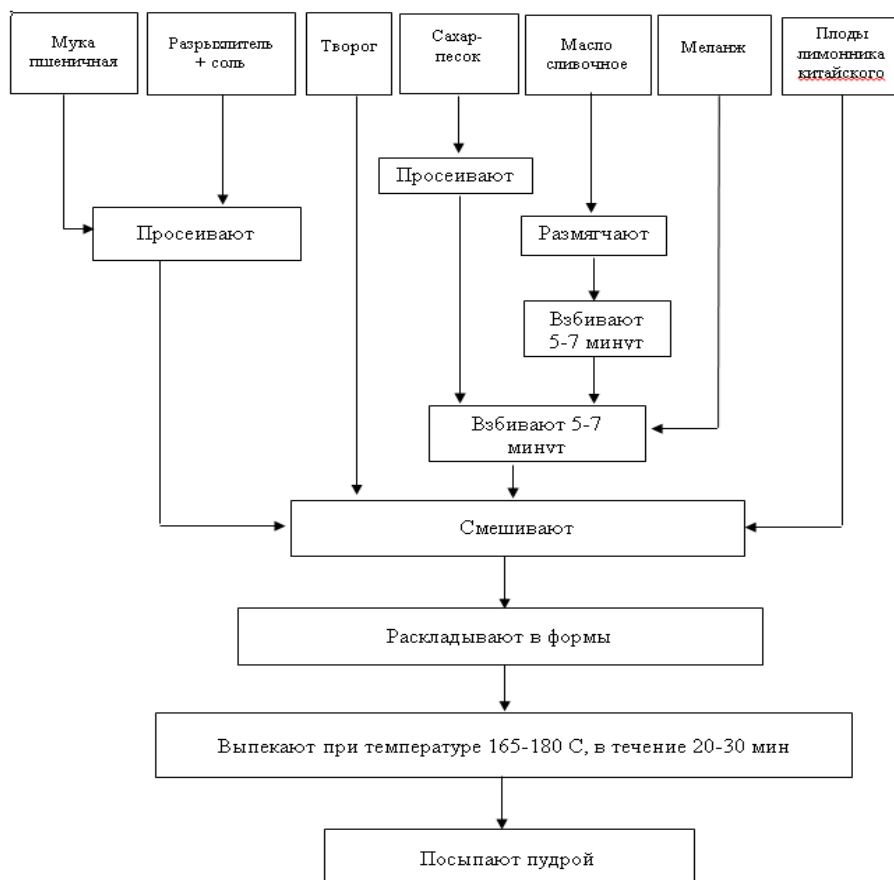 Мука
пшеничная
Разрыхлитель
+ соль
Творог
Сахар-
песок
Масло
сливочное
Меланж
Плоды
лимонника
китайского
Просеивают
Просеивают
Размягчают
Взбивают
5-7 минут
Взбивают 5-7
минут
Смешивают
Раскладывают в формы
Выпекают при температуре 165-180 С, в течение 20-30 мин
Посыпают пудрой